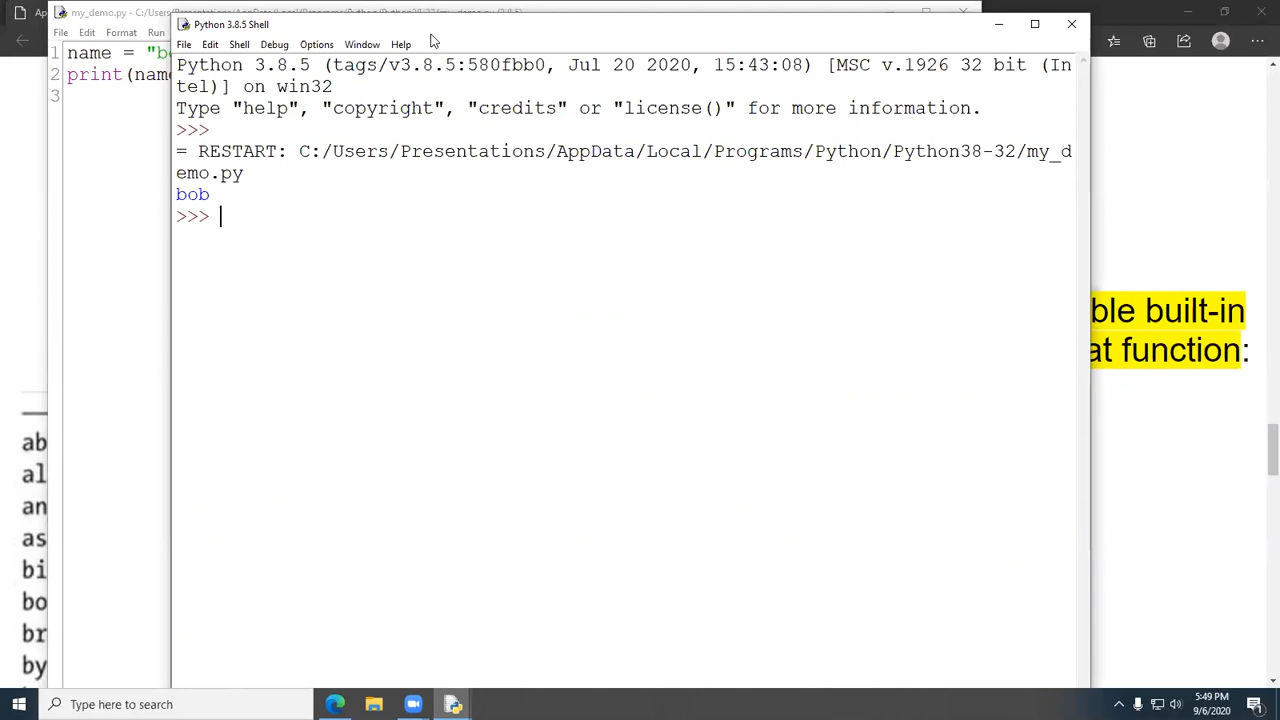 my_demo.py - C:/Users/
Python 3.8.5 Shell
File Edit Format Run
File Edit Shell Debug Options Window Help
1 name = "b
2 print(nam
3
Python 3.8.5 (tags/v3.8.5:580fbb0, Jul 20 2020, 15:43:08) [MSC v.1926 32 bit (In
tel)] on win32
Type "help", "copyright", "credits" or "license()" for more information.
>>>
= RESTART: C:/Users/Presentations/AppData/Local/Programs/Python/Python38-32/my_d
emo.py
bob
>>>
ble built-in
at function:
ab
al
an
as
bi
bo
br
by
Type here to search
5:49 PM
9/6/2020